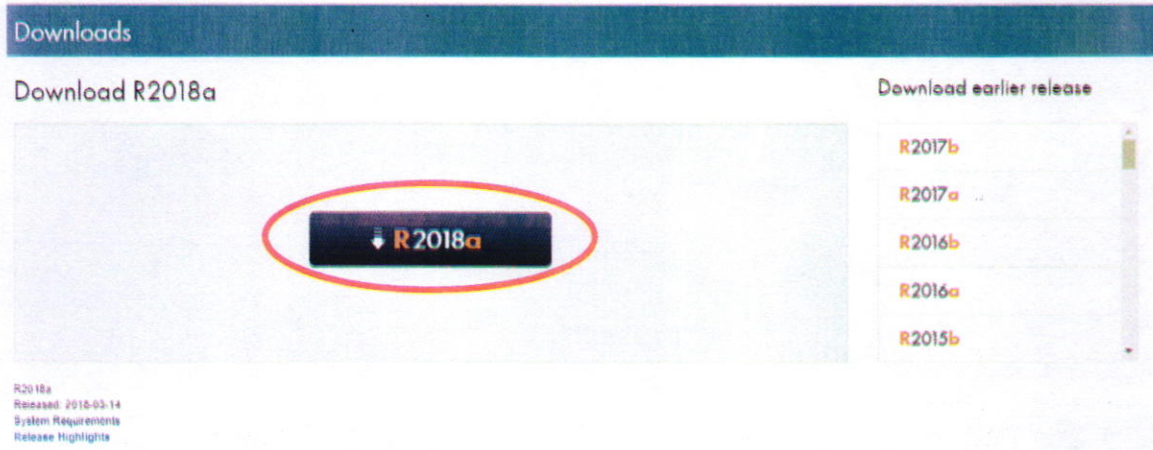 Downloads
Download R2018a
R2018a
R2018a
Released: 2018-03-14
System Requirements
Release Highlights
Download earlier release
R2017b
R2017a
R2016b
R2016a
R2015b